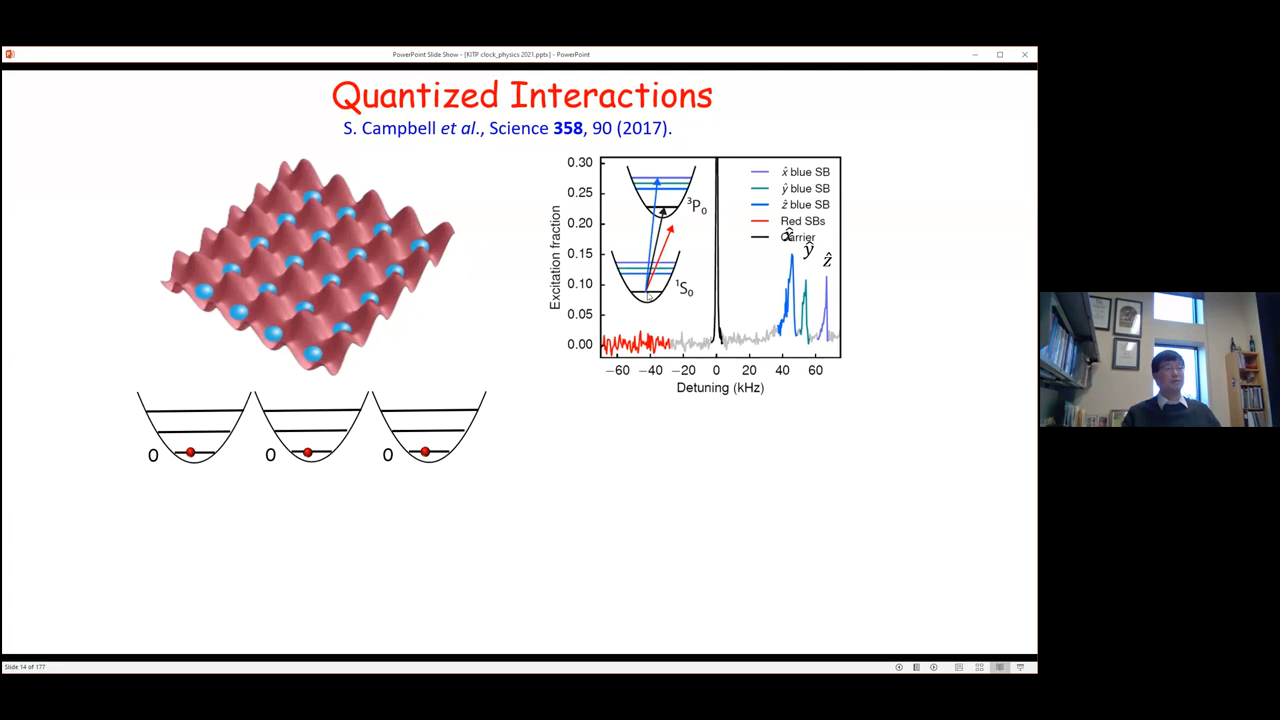 PowerPoint Slide Show - [KITP clock_physics 2021.pptx] - PowerPoint
Quantized Interactions
S. Campbell et al., Science 358, 90 (2017).
Excitation fraction
0.30
0.25
0.20
0.15
0.10
0.05
0.00
³P₀
¹S₀
x̂ blue SB
ŷ blue SB
ẑ blue SB
Red SBs
Carrier
x̂
ŷ
ẑ
−60 −40 −20 0 20 40 60
Detuning (kHz)
0 0 0
Slide 14 of 177